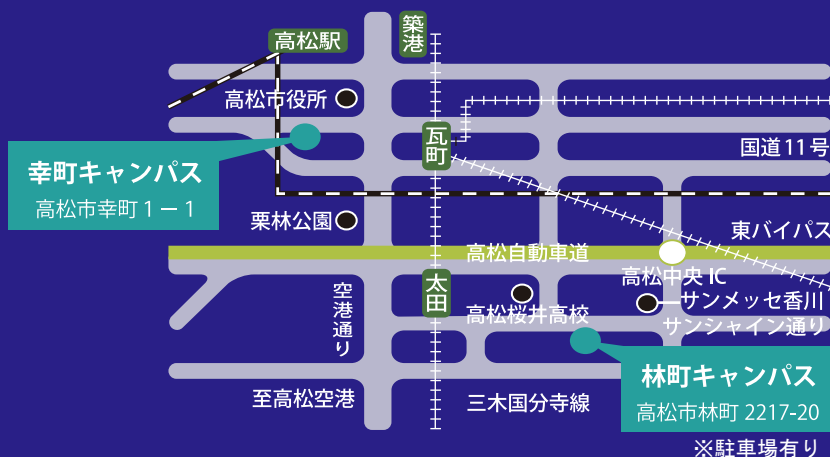 高松駅
築港
高松市役所
幸町キャンパス
高松市幸町 1 − 1
瓦町
国道11号
栗林公園
東バイパス
高松自動車道
高松中央 IC
太田
空港通り
高松桜井高校
サンメッセ香川
サンシャイン通り
林町キャンパス
高松市林町 2217-20
至高松空港
三木国分寺線
※駐車場有り